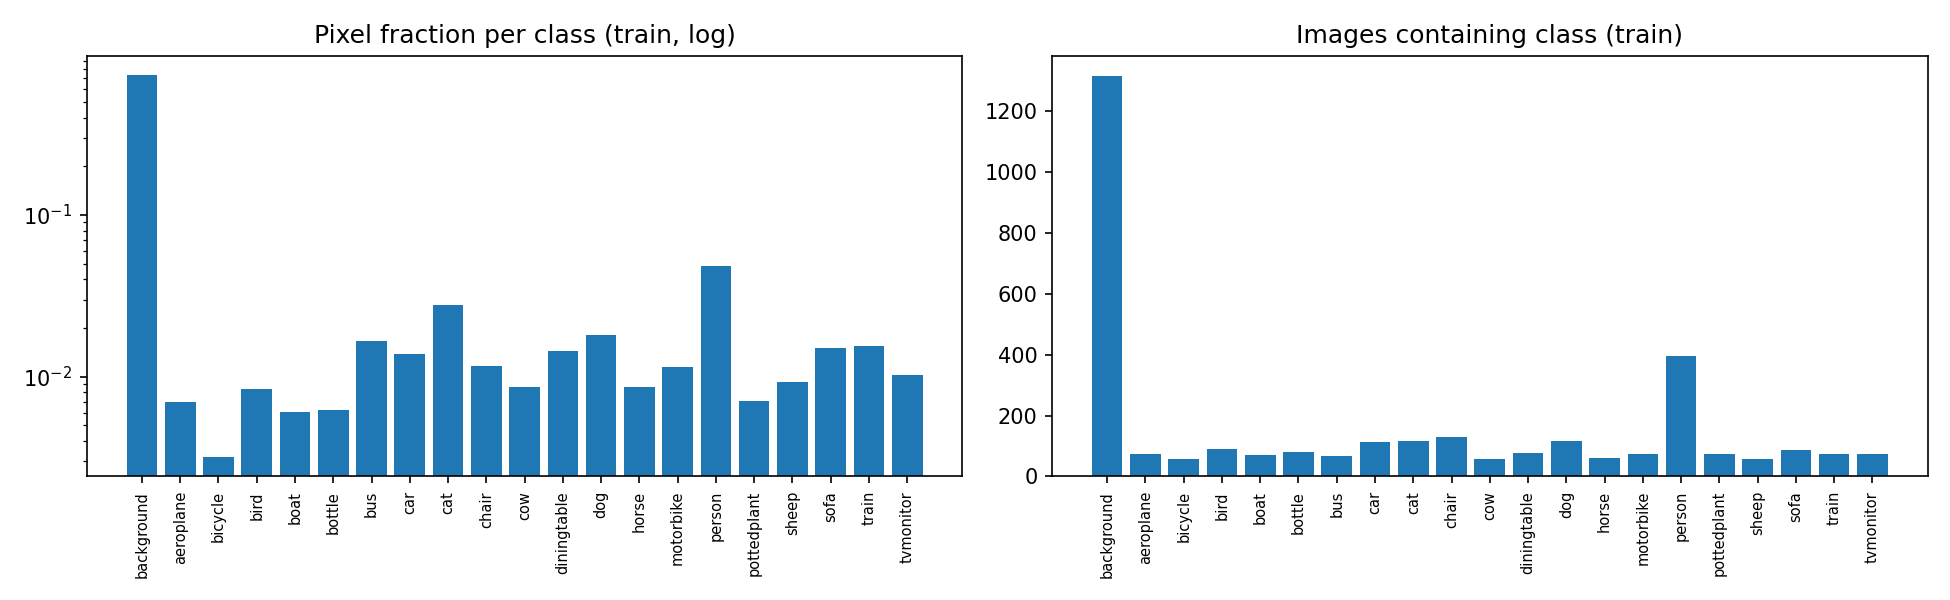 Pixel fraction per class (train, log)
10⁻¹
10⁻²
background
aeroplane
bicycle
bird
boat
bottle
bus
car
cat
chair
cow
diningtable
dog
horse
motorbike
person
pottedplant
sheep
sofa
train
tvmonitor
Images containing class (train)
1200
1000
800
600
400
200
0
background
aeroplane
bicycle
bird
boat
bottle
bus
car
cat
chair
cow
diningtable
dog
horse
motorbike
person
pottedplant
sheep
sofa
train
tvmonitor